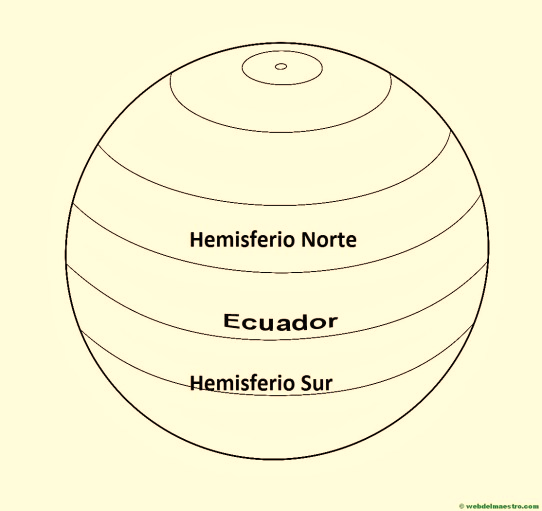 Hemisferio Norte
Ecuador
Hemisferio Sur
© webdelmaestro.com